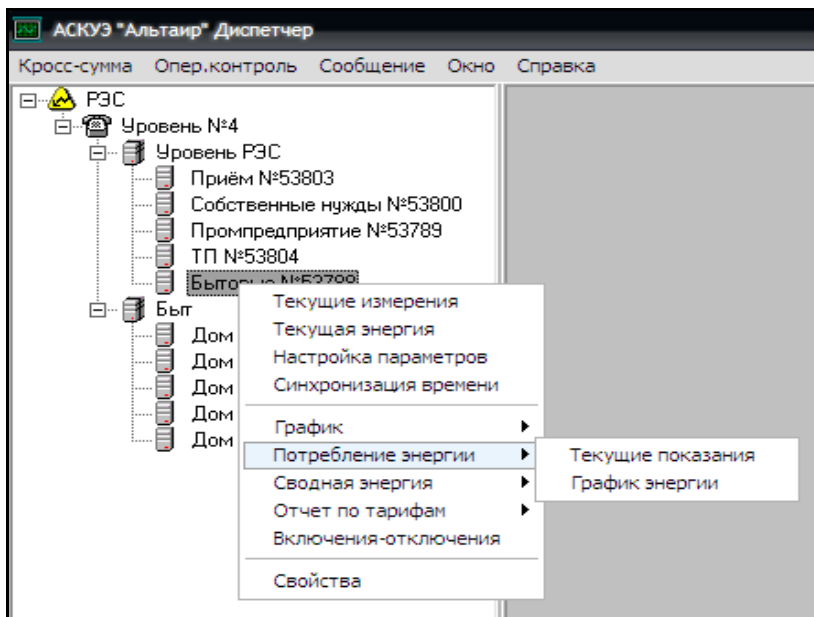 АСКУЭ "Альтаир" Диспетчер
Кросс-сумма Опер.контроль Сообщение Окно Справка
РЭС
Уровень №4
Уровень РЭС
Приём №53803
Собственные нужды №53800
Промпредприятие №53789
ТП №53804
Бытовые
Быт
Дом
Дом
Дом
Дом
Дом
Текущие измерения
Текущая энергия
Настройка параметров
Синхронизация времени
График
Потребление энергии
Сводная энергия
Отчет по тарифам
Включения-отключения
Свойства
Текущие показания
График энергии